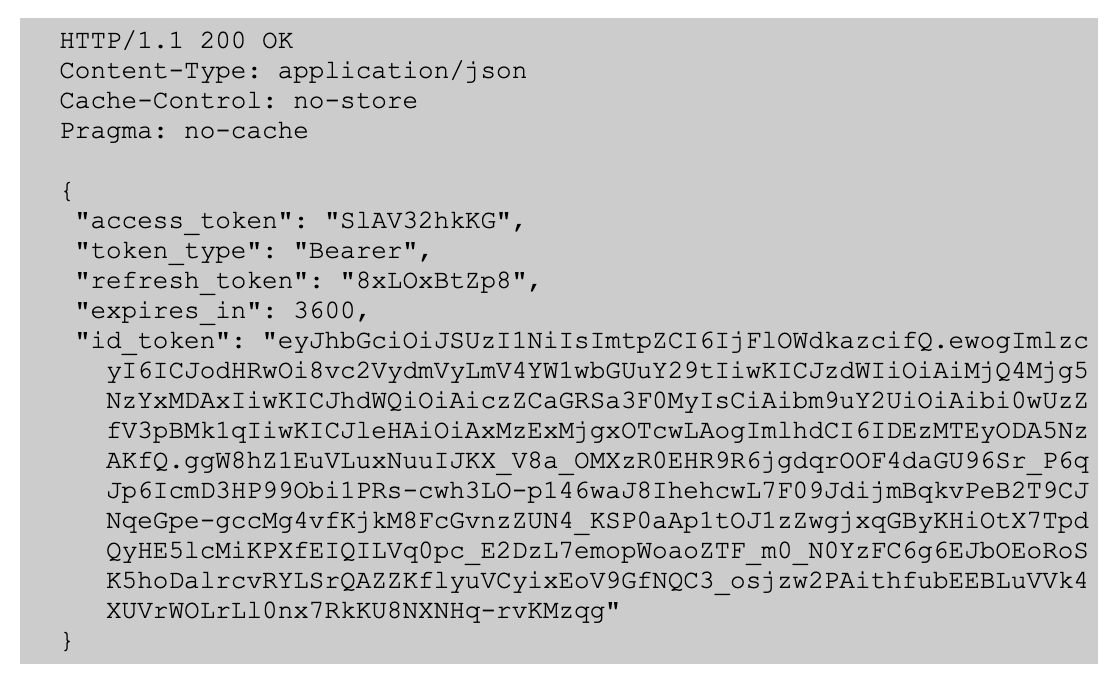 HTTP/1.1 200 OK
Content-Type: application/json
Cache-Control: no-store
Pragma: no-cache
{
"access_token": "SlAV32hkKG",
"token_type": "Bearer",
"refresh_token": "8xLOxBtZp8",
"expires_in": 3600,
"id_token": "eyJhbGciOiJSUzI1NiIsImtpZCI6IjFlOWdkazcifQ.ewogImlzc
yI6ICJodHRwOi8vc2VydmVyLmV4YW1wbGUuY29tIiwKICJzdWIiOiAiMjQ4Mjg5
NzYxMDAxIiwKICJhdWQiOiAiczZCaGRSa3F0MyIsCiAibm9uY2UiOiAibi0wUzZ
fV3pBMk1qIiwKICJleHAiOiAxMzExMjgxOTcwLAogImlhdCI6IDEzMTEyODA5Nz
AKfQ.ggW8hZ1EuVLuxNuuIJKX_V8a_OMXzR0EHR9R6jgdqrOOF4daGU96Sr_P6q
Jp6IcmD3HP99Obi1PRs-cwh3LO-p146waJ8IhehcwL7F09JdijmBqkvPeB2T9CJ
NqeGpe-gccMg4vfKjkM8FcGvnzZUN4_KSP0aAp1tOJ1zZwgjxqGByKHiOtX7Tpd
QyHE5lcMiKPXfEIQILVq0pc_E2DzL7emopWoaoZTF_m0_N0YzFC6g6EJbOEoRoS
K5hoDalrcvRYLSrQAZZKflyuVCyixEoV9GfNQC3_osjzw2PAithfubEEBLuVVk4
XUVrWOLrLl0nx7RkKU8NXNHq-rvKMzqg"
}